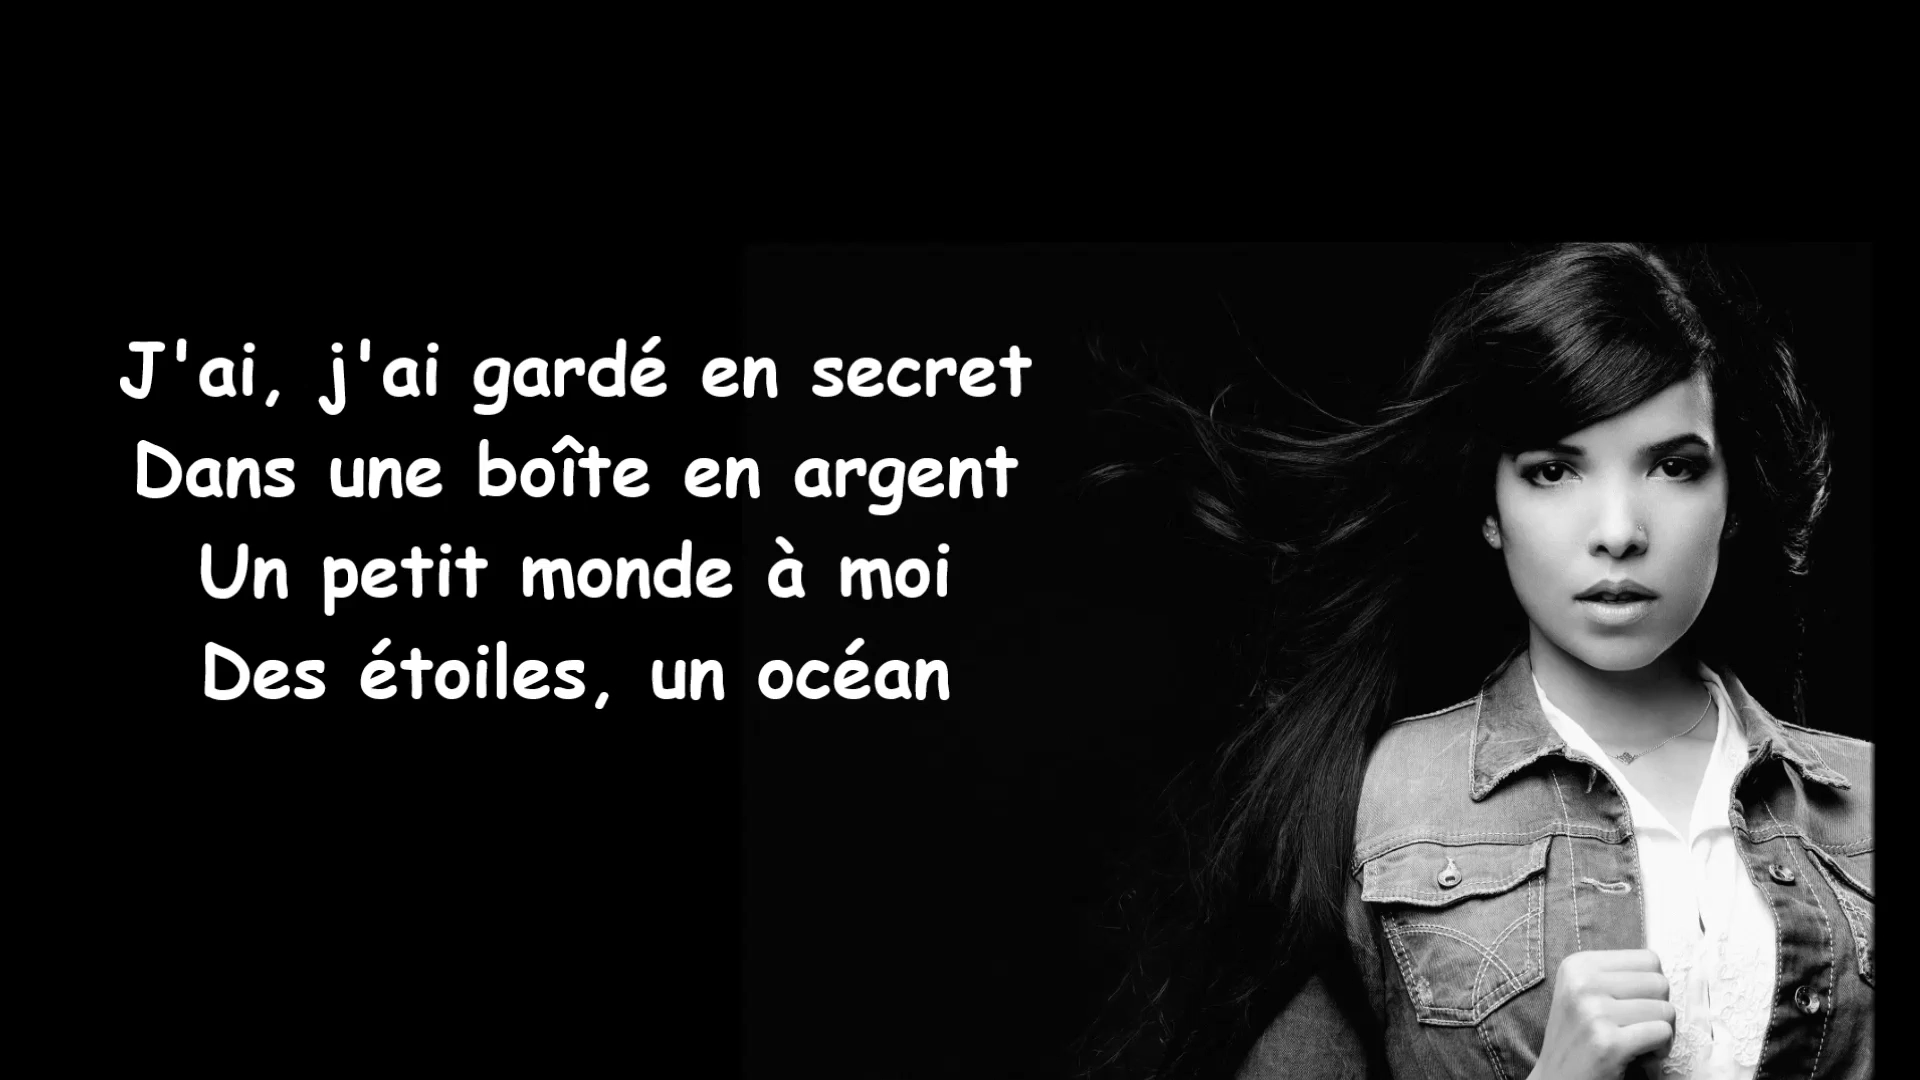 J'ai, j'ai gardé en secret
Dans une boîte en argent
Un petit monde à moi
Des étoiles, un océan